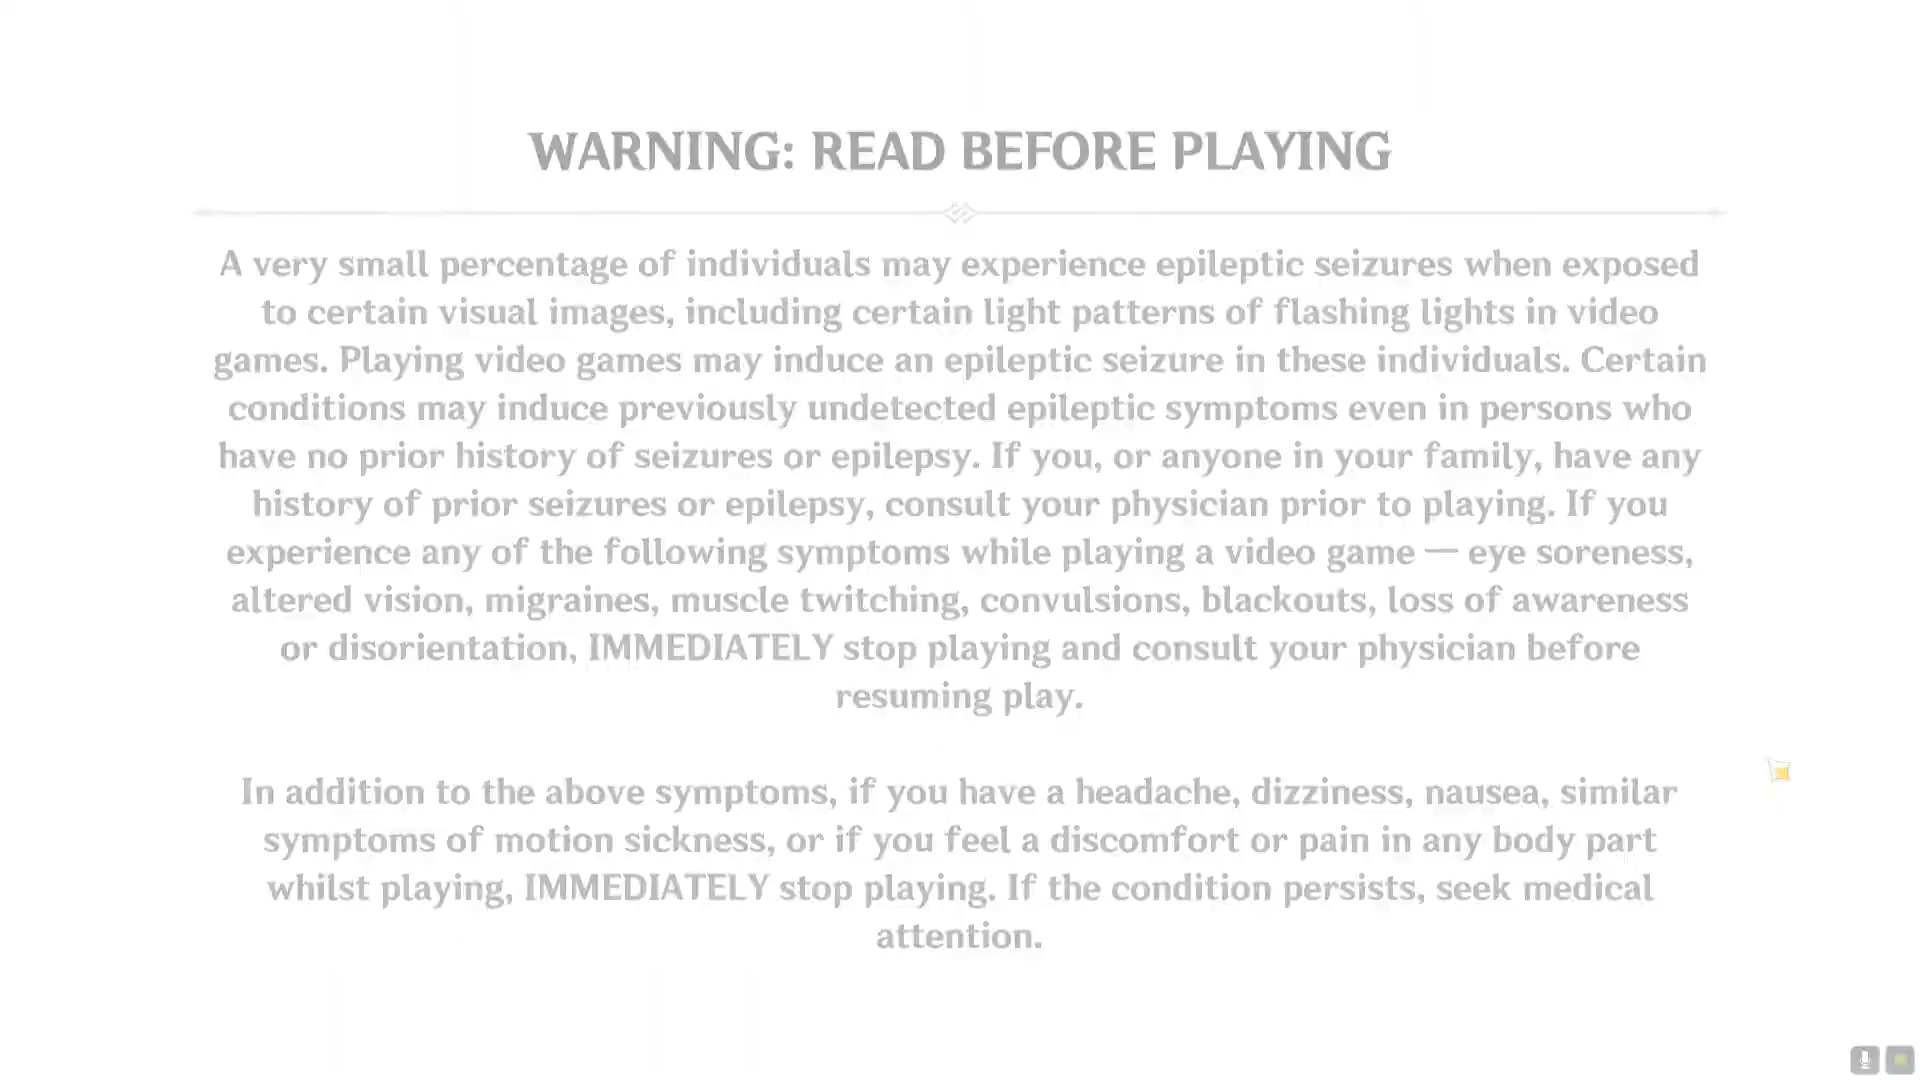 WARNING: READ BEFORE PLAYING
A very small percentage of individuals may experience epileptic seizures when exposed
to certain visual images, including certain light patterns of flashing lights in video
games. Playing video games may induce an epileptic seizure in these individuals. Certain
conditions may induce previously undetected epileptic symptoms even in persons who
have no prior history of seizures or epilepsy. If you, or anyone in your family, have any
history of prior seizures or epilepsy, consult your physician prior to playing. If you
experience any of the following symptoms while playing a video game — eye soreness,
altered vision, migraines, muscle twitching, convulsions, blackouts, loss of awareness
or disorientation, IMMEDIATELY stop playing and consult your physician before
resuming play.
In addition to the above symptoms, if you have a headache, dizziness, nausea, similar
symptoms of motion sickness, or if you feel a discomfort or pain in any body part
whilst playing, IMMEDIATELY stop playing. If the condition persists, seek medical
attention.